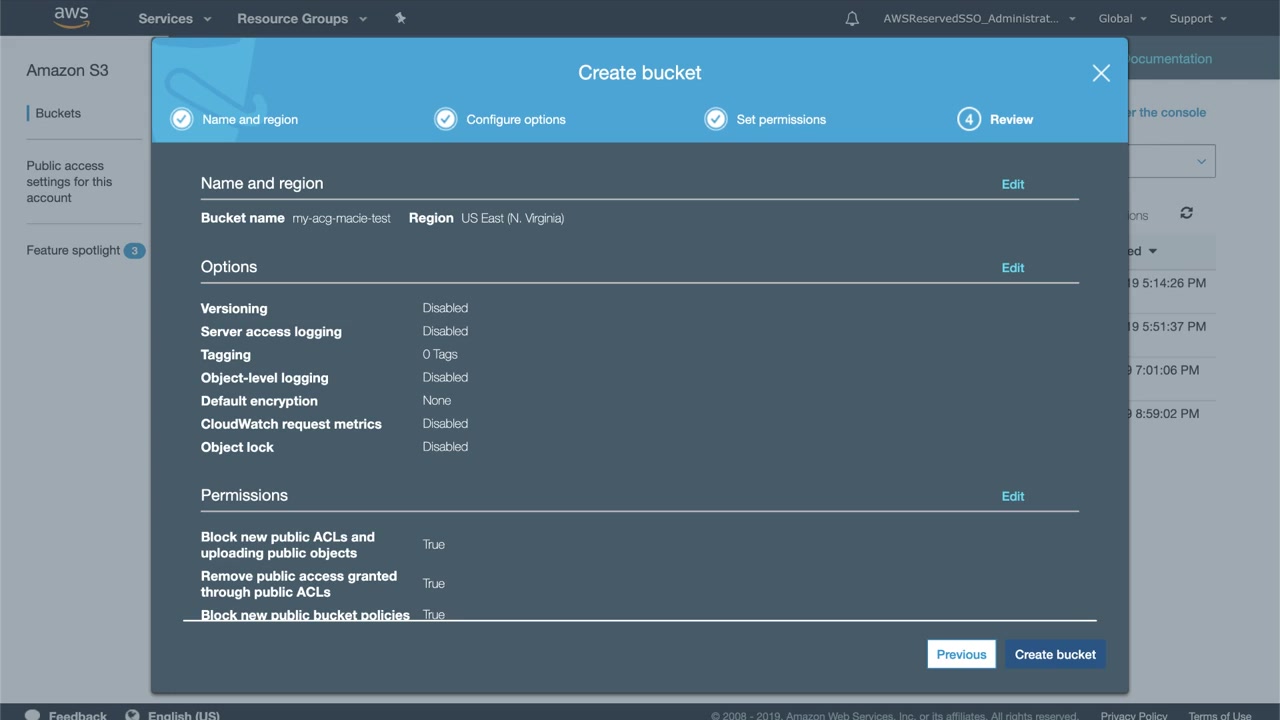 aws
Services
Resource Groups
AWSReservedSSO_Administrat...
Global
Support
Amazon S3
Buckets
Public access
settings for this
account
Feature spotlight 3
Documentation
er the console
ons
ed
19 5:14:26 PM
19 5:51:37 PM
9 7:01:06 PM
9 8:59:02 PM
Create bucket
Name and region
Configure options
Set permissions
4 Review
Name and region Edit
Bucket name my-acg-macie-test Region US East (N. Virginia)
Options Edit
Versioning Disabled
Server access logging Disabled
Tagging 0 Tags
Object-level logging Disabled
Default encryption None
CloudWatch request metrics Disabled
Object lock Disabled
Permissions Edit
Block new public ACLs and
uploading public objects True
Remove public access granted
through public ACLs True
Block new public bucket policies True
Previous
Create bucket
Feedback
English (US)
© 2008 - 2019, Amazon Web Services, Inc. or its affiliates. All rights reserved.
Privacy Policy
Terms of Use